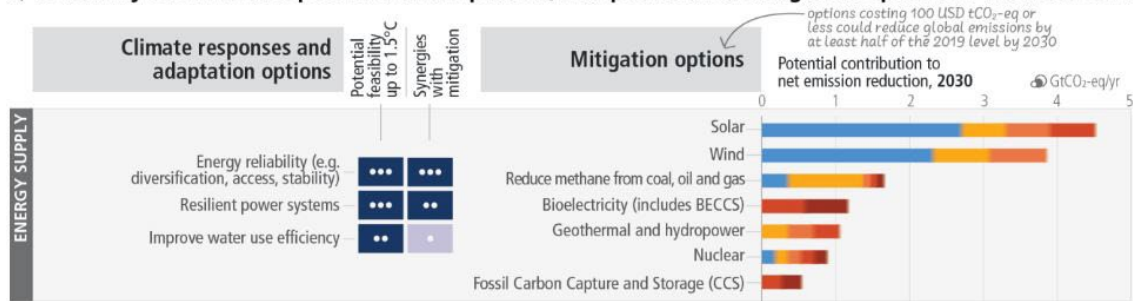 options costing 100 USD tCO₂-eq or
less could reduce global emissions by
at least half of the 2019 level by 2030
Climate responses and
adaptation options
Potential
feasibility
up to 1.5°C
Synergies
with
mitigation
Mitigation options
Potential contribution to
net emission reduction, 2030
GtCO₂-eq/yr
0 1 2 3 4 5
ENERGY SUPPLY
Energy reliability (e.g.
diversification, access, stability)
Resilient power systems
Improve water use efficiency
Solar
Wind
Reduce methane from coal, oil and gas
Bioelectricity (includes BECCS)
Geothermal and hydropower
Nuclear
Fossil Carbon Capture and Storage (CCS)